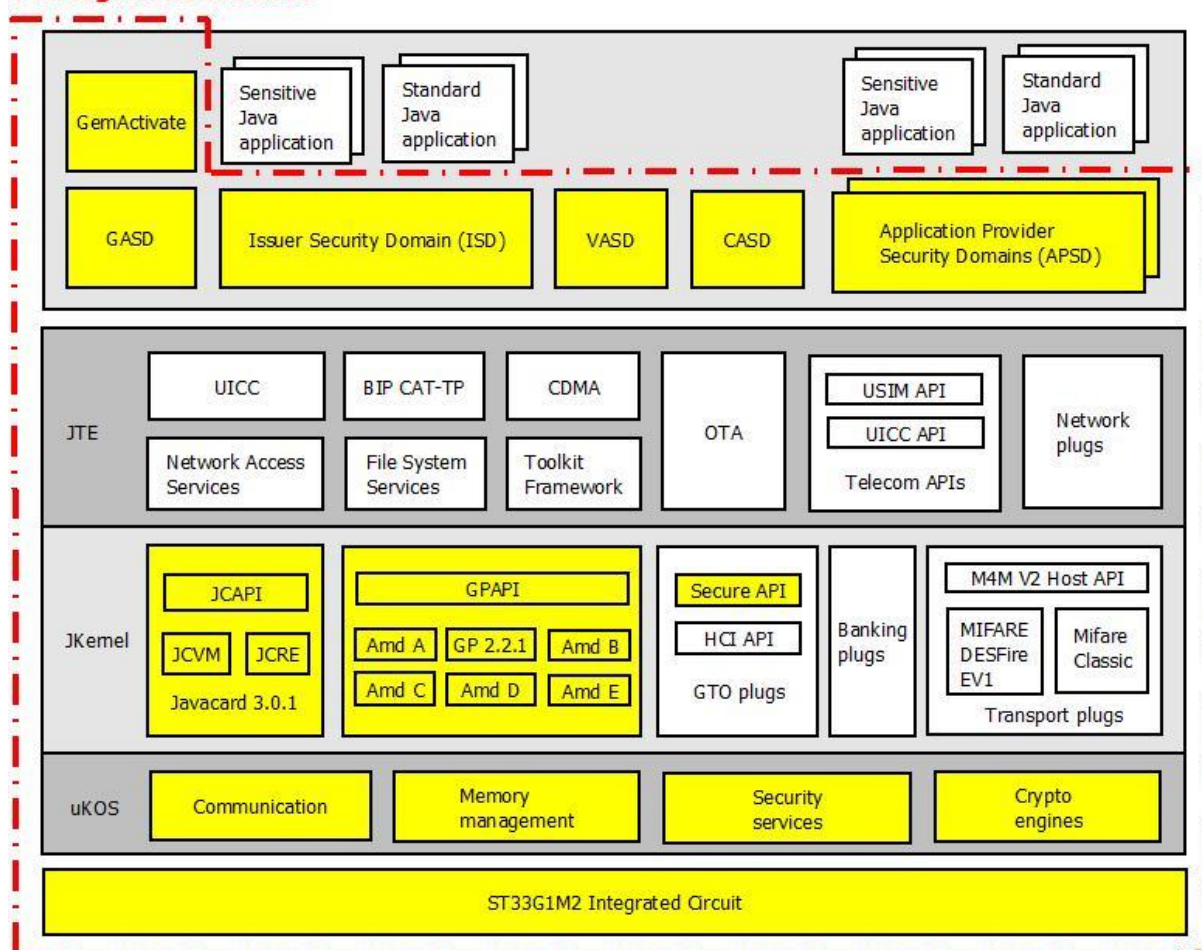 GemActivate
Sensitive
Java
application
Standard
Java
application
Sensitive
Java
application
Standard
Java
application
GASD
Issuer Security Domain (ISD)
VASD
CASD
Application Provider
Security Domains (APSD)
JTE
UICC
BIP CAT-TP
CDMA
Network Access
Services
File System
Services
Toolkit
Framework
OTA
USIM API
UICC API
Telecom APIs
Network
plugs
JKernel
JCAPI
JCVM
JCRE
Javacard 3.0.1
GPAPI
Amd A
GP 2.2.1
Amd B
Amd C
Amd D
Amd E
Secure API
HCI API
GTO plugs
Banking
plugs
M4M V2 Host API
MIFARE
DESFire
EV1
Mifare
Classic
Transport plugs
uKOS
Communication
Memory
management
Security
services
Crypto
engines
ST33G1M2 Integrated Circuit